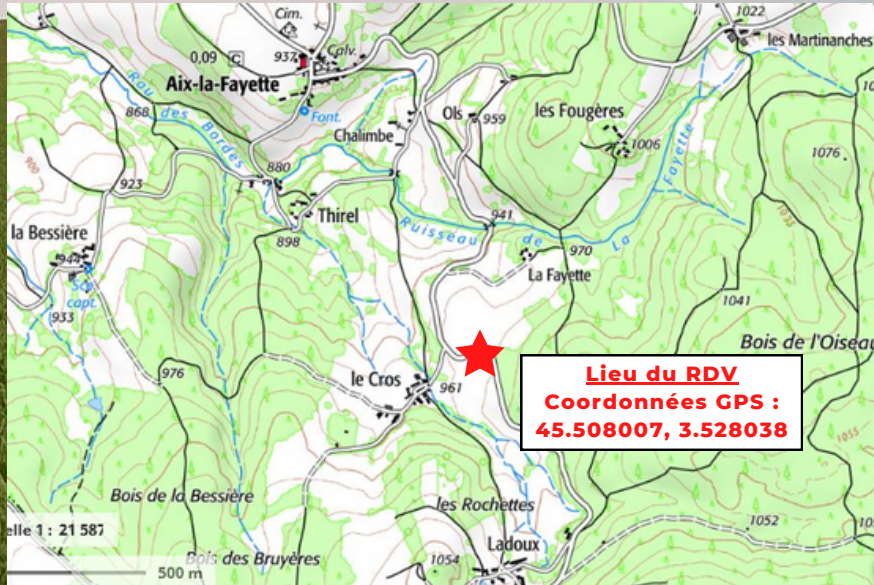 Cim.
1022
les Martinanches
0,09 C 937 Calv.
Aix-la-Fayette
Rau des Bordes
868
Font.
Chalimbe
Ols 959
les Fougères
1006
1076
880
923
Thirel
898
la Bessière
944
Sce
capt.
933
941
Ruisseau de La Fayette
970
La Fayette
1035
1041
Bois de l'Oiseau
900
976
le Cros
961
Lieu du RDV
Coordonnées GPS :
45.508007, 3.528038
1055
Bois de la Bessière
les Rochettes
elle 1 : 21 587
Bois des Bruyères
1052
Ladoux
1054
500 m